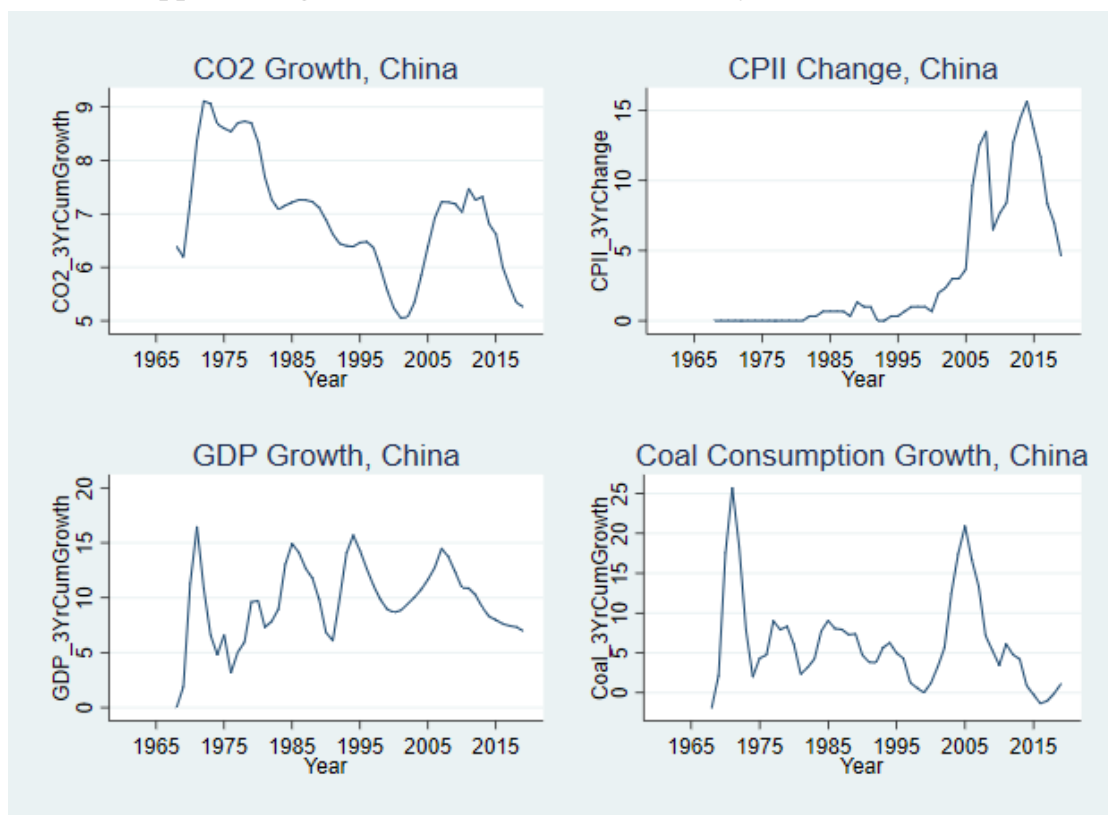 CO2 Growth, China
CO2_3YrCumGrowth
9
8
7
6
5
1965 1975 1985 1995 2005 2015
Year
CPII Change, China
CPII_3YrChange
15
10
5
0
1965 1975 1985 1995 2005 2015
Year
GDP Growth, China
GDP_3YrCumGrowth
20
15
10
5
0
1965 1975 1985 1995 2005 2015
Year
Coal Consumption Growth, China
Coal_3YrCumGrowth
25
20
15
10
5
0
1965 1975 1985 1995 2005 2015
Year